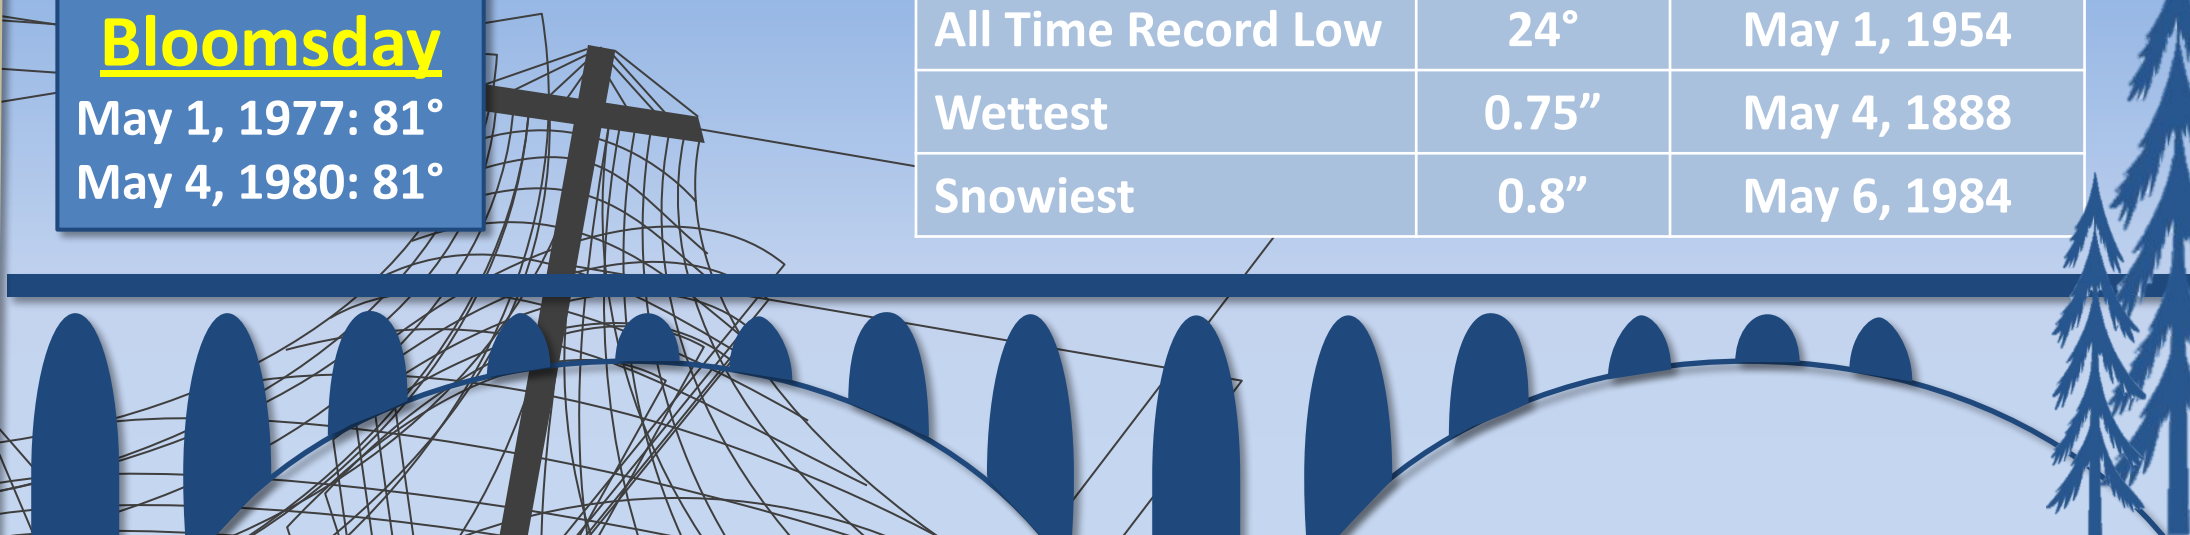 Bloomsday
May 1, 1977: 81°
May 4, 1980: 81°
All Time Record Low 24° May 1, 1954
Wettest 0.75” May 4, 1888
Snowiest 0.8” May 6, 1984